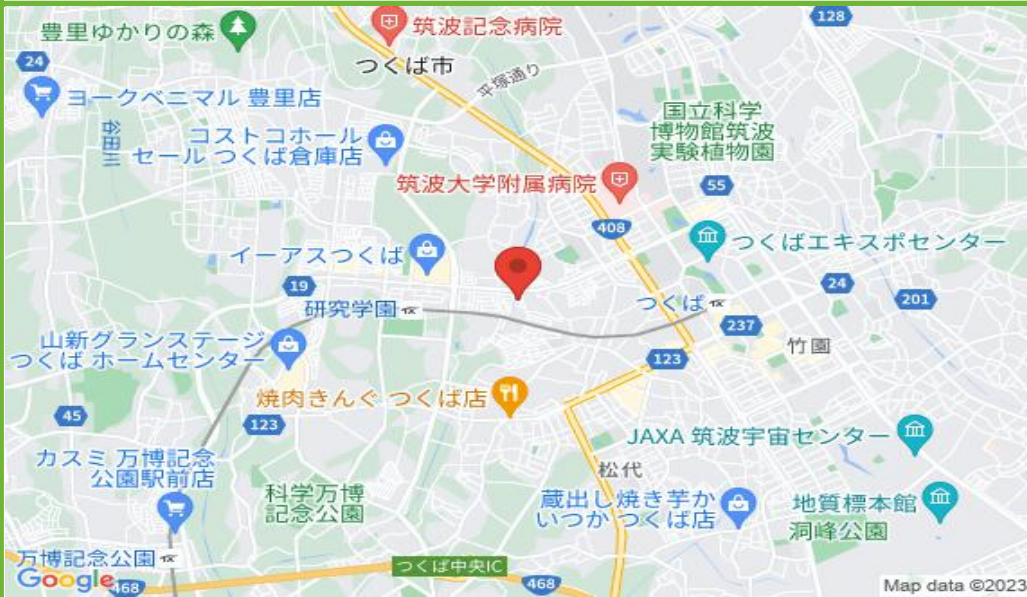 128
豊里ゆかりの森
筑波記念病院
24
つくば市
平塚通り
ヨークベニマル 豊里店
国立科学
博物館筑波
実験植物園
谷田川
コストコホール
セール つくば倉庫店
筑波大学附属病院
55
408
つくばエキスポセンター
イーアスつくば
19
24
201
研究学園
つくば
237
山新グランステージ
つくば ホームセンター
竹園
123
焼肉きんぐ つくば店
45
123
JAXA 筑波宇宙センター
カスミ 万博記念
公園駅前店
松代
科学万博
記念公園
蔵出し焼き芋か
いつか つくば店
地質標本館
洞峰公園
万博記念公園
つくば中央IC
Google
468
468
Map data ©2023